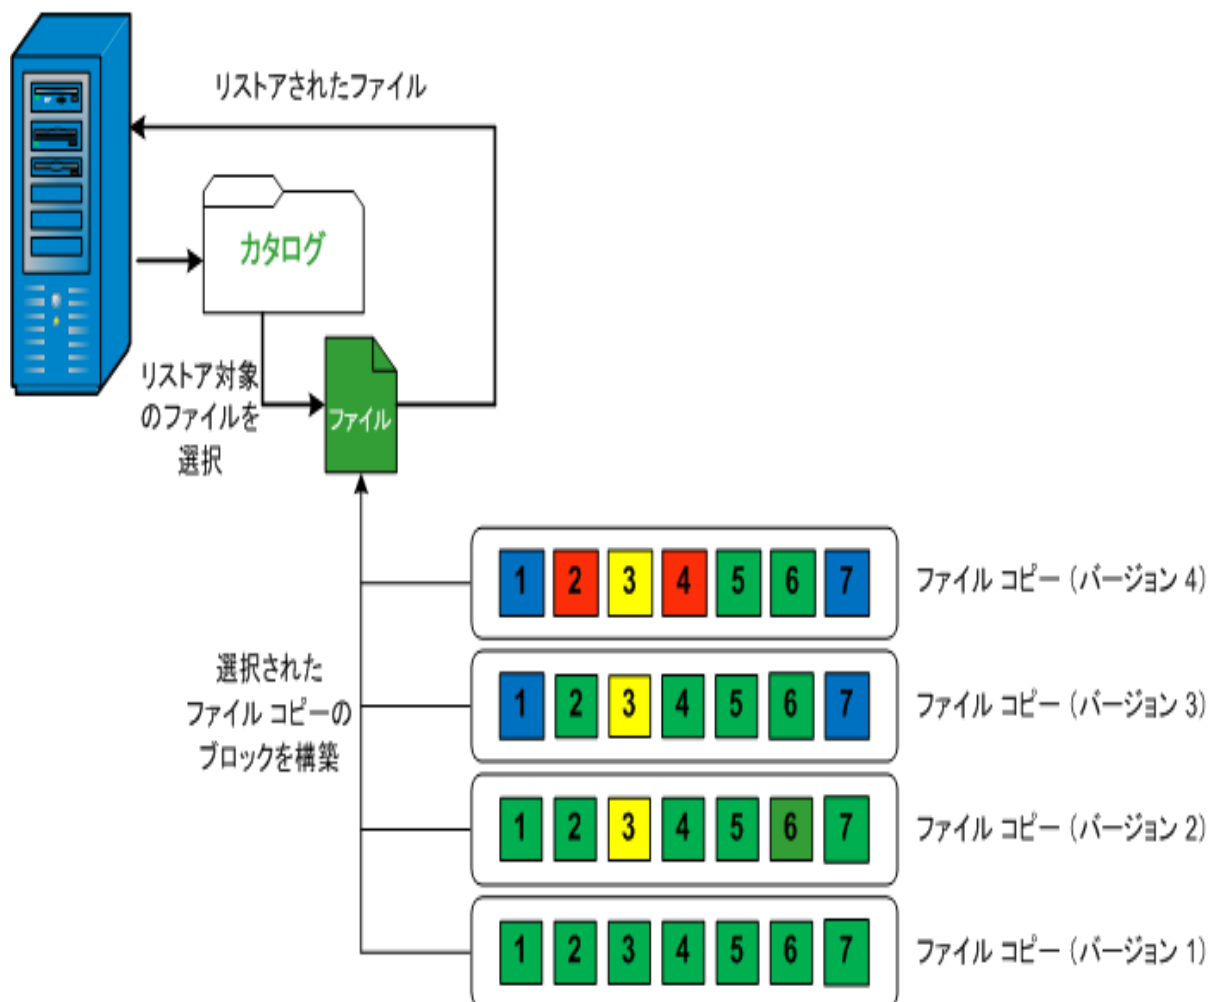 リストアされたファイル
カタログ
リストア対象
のファイルを
選択
ファイル
1 2 3 4 5 6 7
ファイル コピー（バージョン 4）
選択された
ファイル コピーの
ブロックを構築
1 2 3 4 5 6 7
ファイル コピー（バージョン 3）
1 2 3 4 5 6 7
ファイル コピー（バージョン 2）
1 2 3 4 5 6 7
ファイル コピー（バージョン 1）